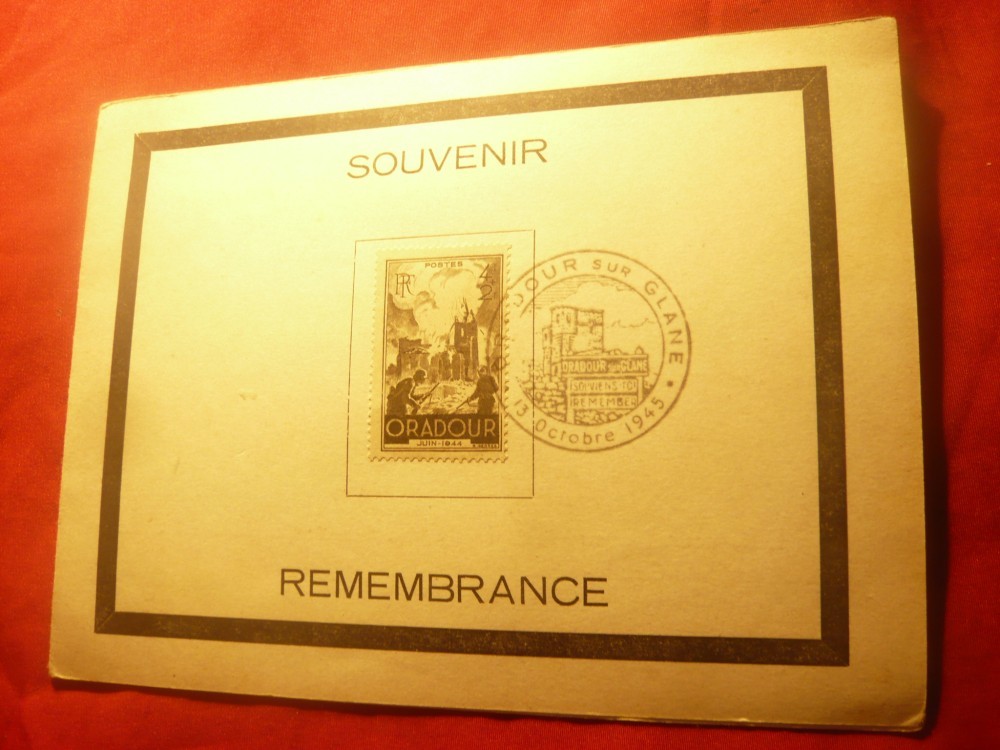 SOUVENIR
POSTES
RF
4
2
ORADOUR
JUIN-1944
DOUR SUR GLANE
ORADOUR SUR GLANE
SOUVIENS TOI
REMEMBER
13 Octobre 1945
REMEMBRANCE